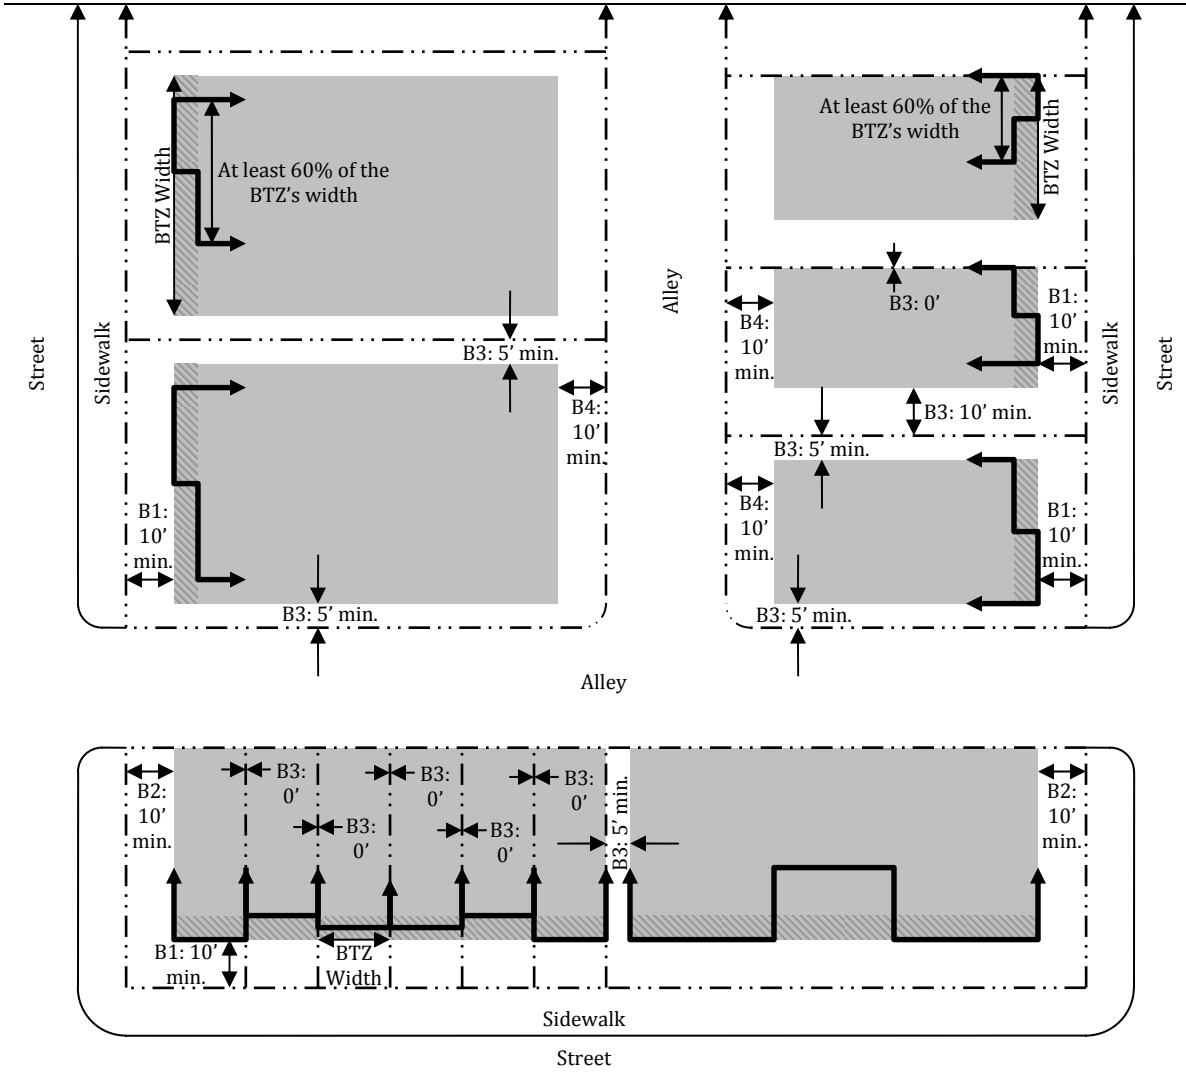 At least 60% of the
BTZ’s width
BTZ Width
At least 60% of the
BTZ’s width
BTZ Width
Alley
B3: 0’
B4:
10’
min.
B1:
10’
min.
Street
Sidewalk
B3: 5’ min.
Sidewalk
Street
B4:
10’
min.
B3: 10’ min.
B3: 5’ min.
B1:
10’
min.
B4:
10’
min.
B1:
10’
min.
B3: 5’ min.
B3: 5’ min.
Alley
B2:
10’
min.
B3:
0’
B3:
0’
B3:
0’
B3: 5’ min.
B2:
10’
min.
B3:
0’
B3:
0’
B1: 10’
min.
BTZ
Width
Sidewalk
Street